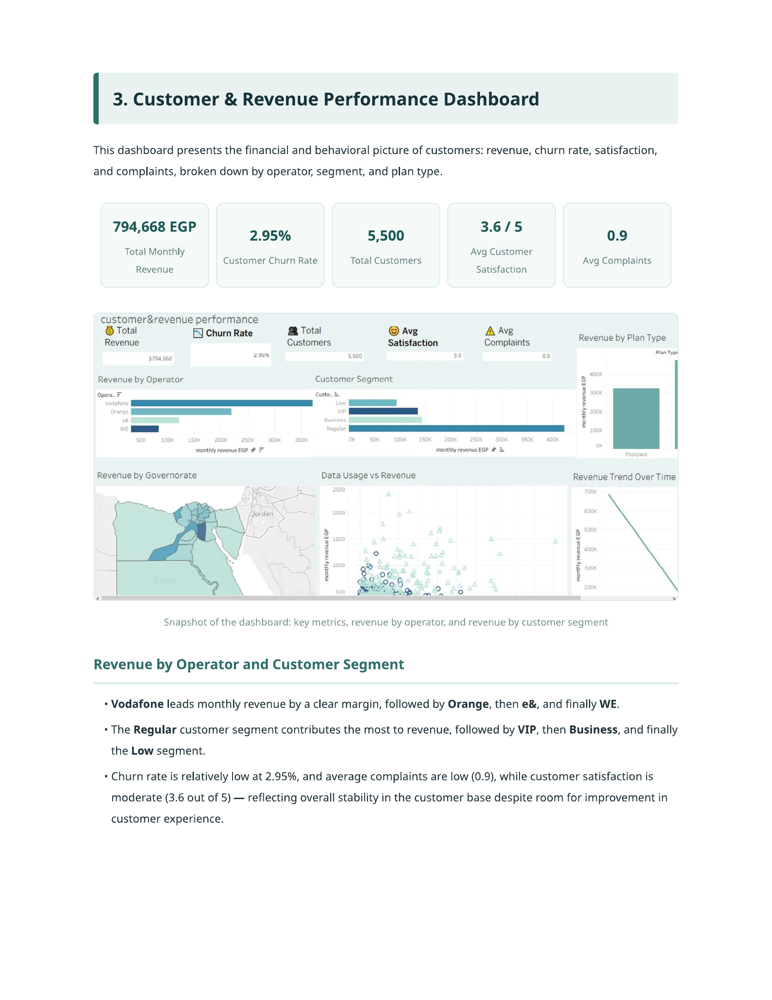 3. Customer & Revenue Performance Dashboard
This dashboard presents the financial and behavioral picture of customers: revenue, churn rate, satisfaction,
and complaints, broken down by operator, segment, and plan type.
794,668 EGP
Total Monthly
Revenue
2.95%
Customer Churn Rate
5,500
Total Customers
3.6 / 5
Avg Customer
Satisfaction
0.9
Avg Complaints
customer&revenue performance
Total
Revenue
$794,668
Churn Rate
2.95%
Total
Customers
5,500
Avg
Satisfaction
3.6
Avg
Complaints
0.9
Revenue by Plan Type
Plan Type
monthly revenue EGP
400K
300K
200K
100K
0K
Postpaid
Revenue by Operator
Opera..
Vodafone
Orange
e&
WE
50K 100K 150K 200K 250K 300K 350K
monthly revenue EGP
Customer Segment
Custo..
Low
VIP
Business
Regular
0K 50K 100K 150K 200K 250K 300K 350K 400K
monthly revenue EGP
Revenue by Governorate
Jordan
Egypt
Data Usage vs Revenue
monthly revenue EGP
2500
2000
1500
1000
500
Revenue Trend Over Time
monthly revenue EGP
700K
600K
500K
400K
300K
200K
Snapshot of the dashboard: key metrics, revenue by operator, and revenue by customer segment
Revenue by Operator and Customer Segment
• Vodafone leads monthly revenue by a clear margin, followed by Orange, then e&, and finally WE.
• The Regular customer segment contributes the most to revenue, followed by VIP, then Business, and finally
the Low segment.
• Churn rate is relatively low at 2.95%, and average complaints are low (0.9), while customer satisfaction is
moderate (3.6 out of 5) — reflecting overall stability in the customer base despite room for improvement in
customer experience.